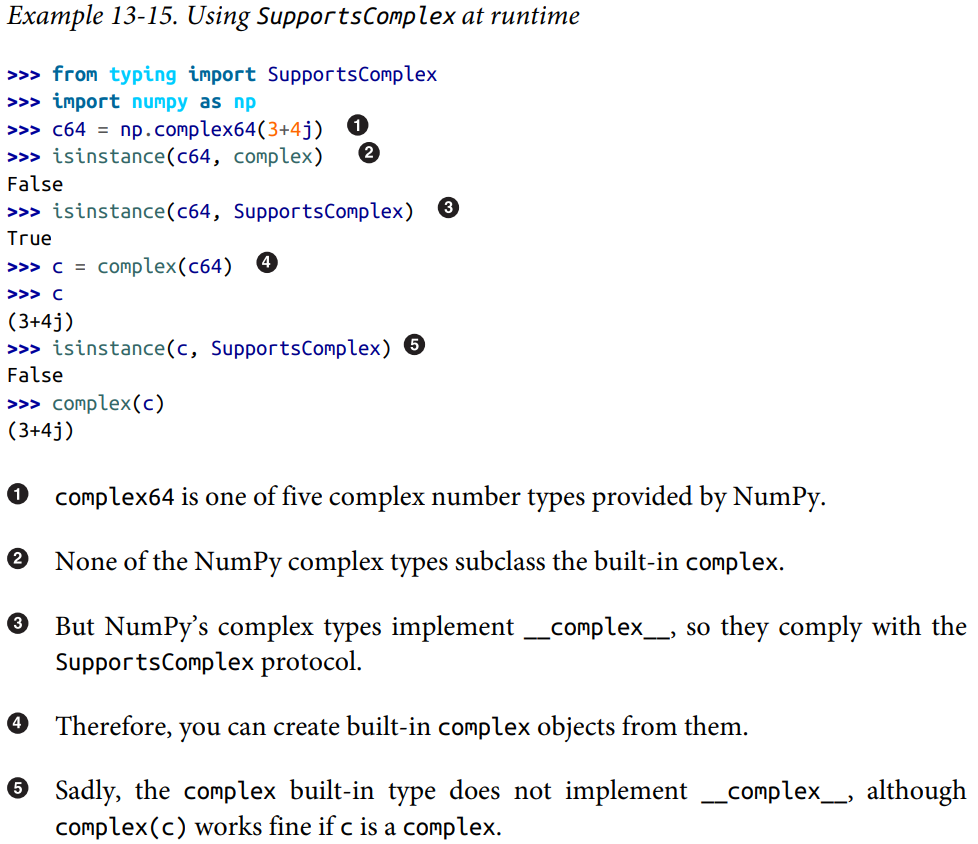 Example 13-15. Using SupportsComplex at runtime
>>> from typing import SupportsComplex
>>> import numpy as np
>>> c64 = np.complex64(3+4j) ❶
>>> isinstance(c64, complex) ❷
False
>>> isinstance(c64, SupportsComplex) ❸
True
>>> c = complex(c64) ❹
>>> c
(3+4j)
>>> isinstance(c, SupportsComplex) ❺
False
>>> complex(c)
(3+4j)
❶ complex64 is one of five complex number types provided by NumPy.
❷ None of the NumPy complex types subclass the built-in complex.
❸ But NumPy’s complex types implement __complex__, so they comply with the
SupportsComplex protocol.
❹ Therefore, you can create built-in complex objects from them.
❺ Sadly, the complex built-in type does not implement __complex__, although
complex(c) works fine if c is a complex.